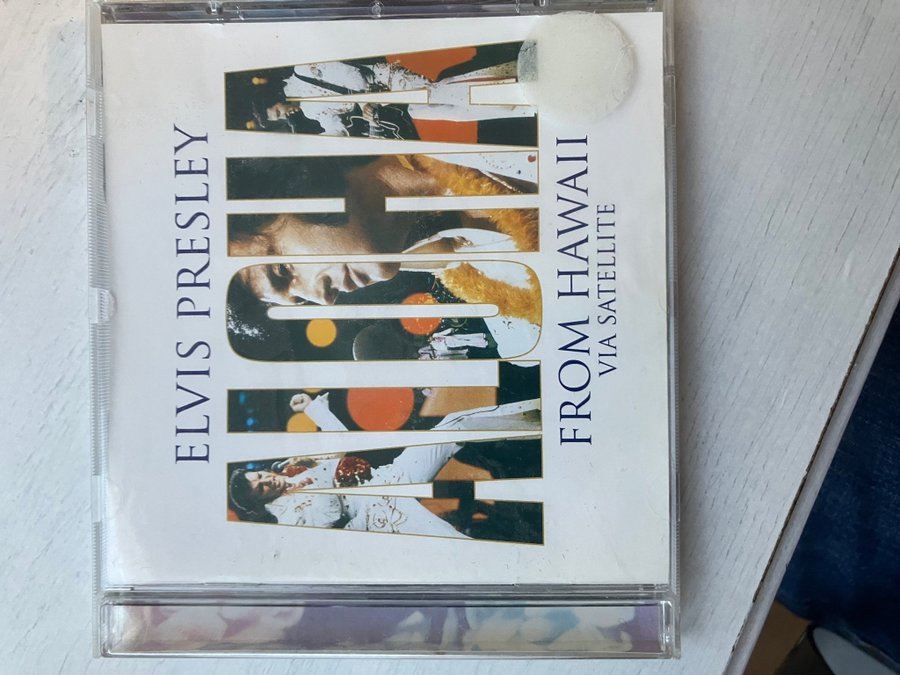 ELVIS PRESLEY
ALOHA
FROM HAWAII
VIA SATELLITE